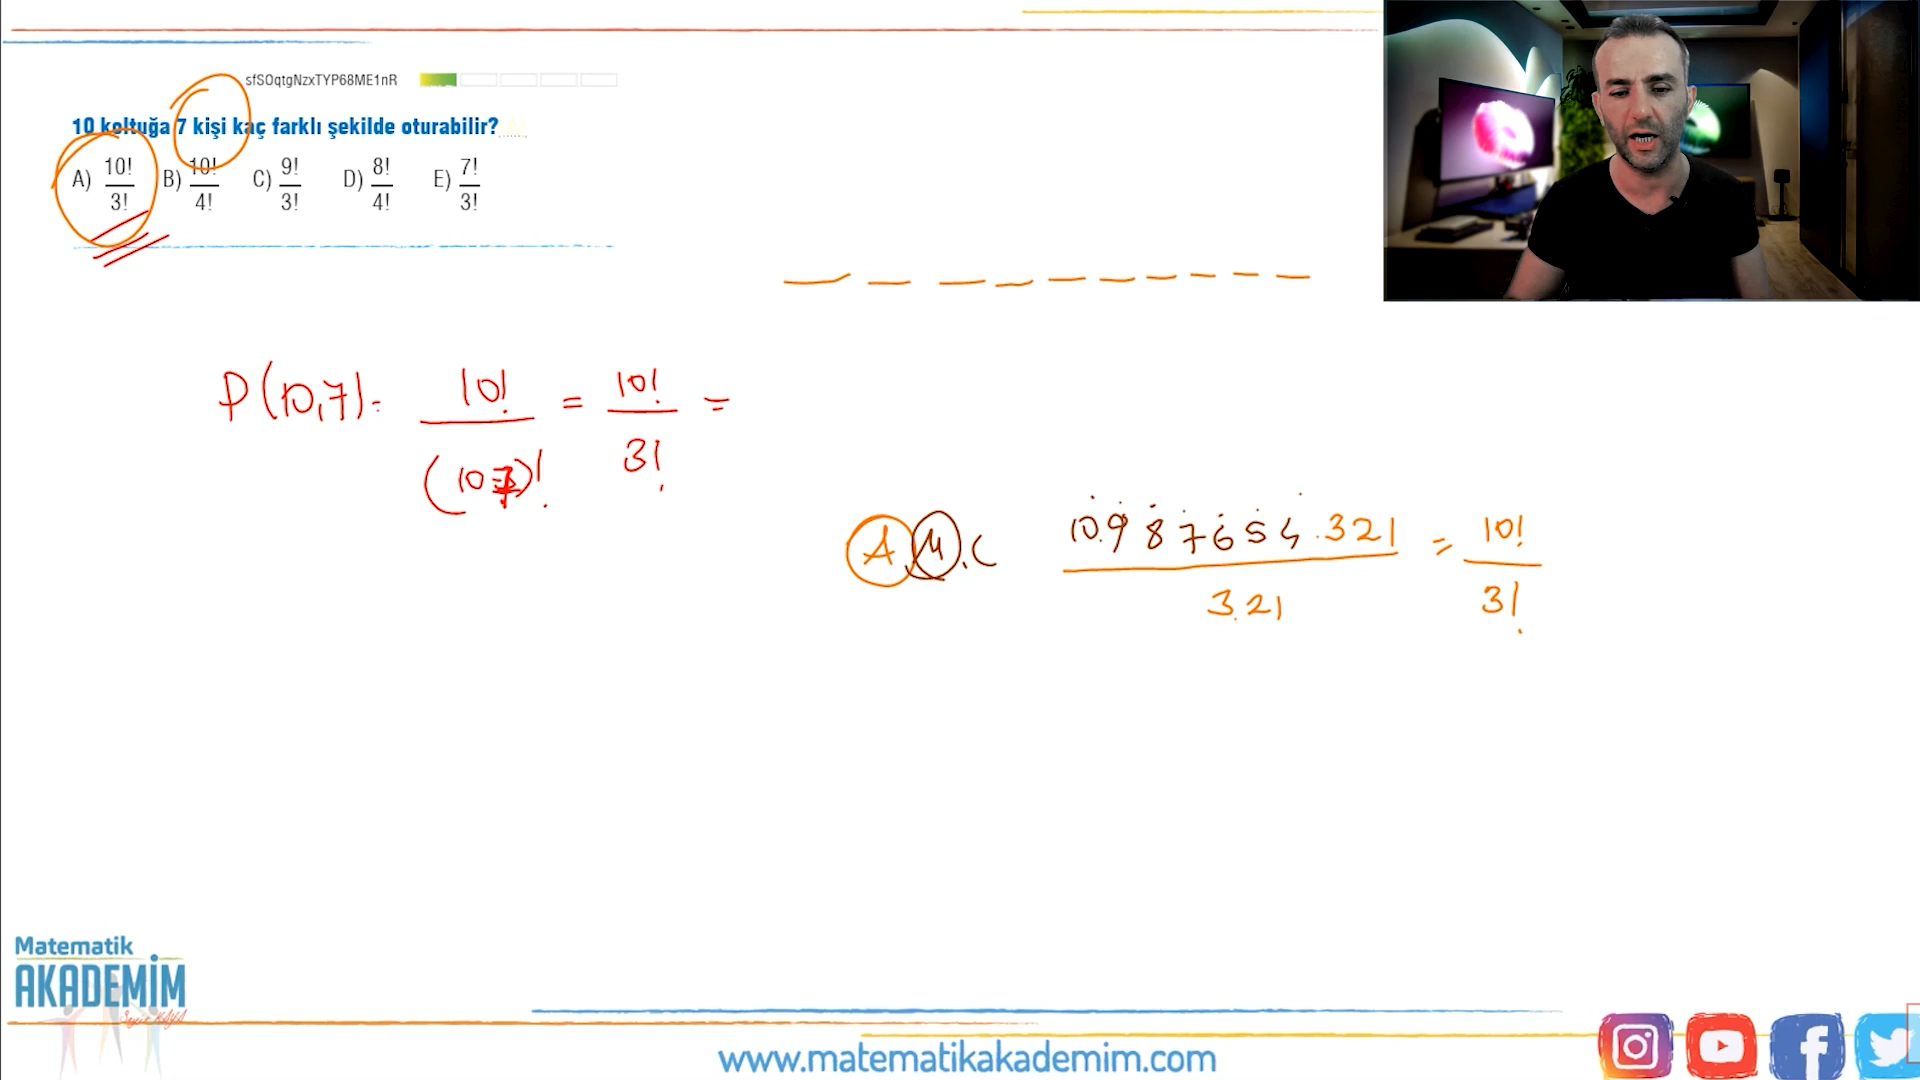 sfSOqtgNzxTYP68ME1nR
10 koltuğa 7 kişi kaç farklı şekilde oturabilir?
A) 10!/3! B) 10!/4! C) 9!/3! D) 8!/4! E) 7!/3!
P(10,7) = 10!/(10-7)! = 10!/3! =
A. M. C 10.9 8 7 6 5 4 .3 2 1 / 3.2 1 = 10!/3!
Matematik
AKADEMİM
www.matematikakademim.com